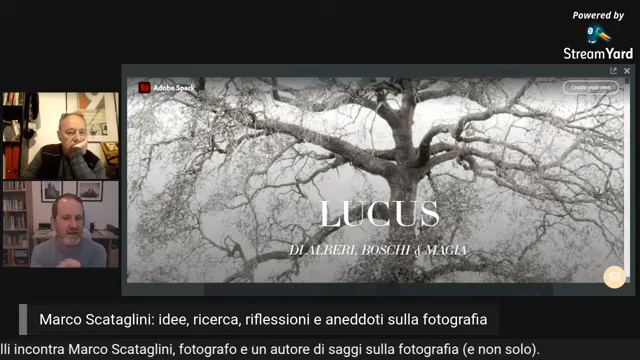 Powered by
StreamYard
Adobe Spark
Create your own
LUCUS
DI ALBERI, BOSCHI & MAGIA
Marco Scataglini: idee, ricerca, riflessioni e aneddoti sulla fotografia
lli incontra Marco Scataglini, fotografo e un autore di saggi sulla fotografia (e non solo).